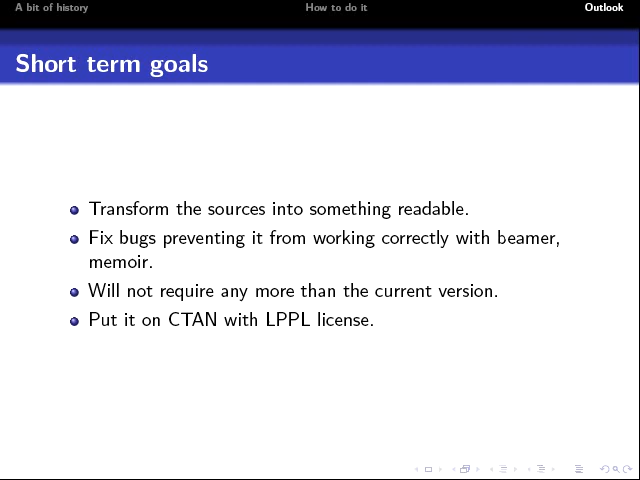 A bit of history How to do it Outlook
Short term goals
Transform the sources into something readable.
Fix bugs preventing it from working correctly with beamer,
memoir.
Will not require any more than the current version.
Put it on CTAN with LPPL license.